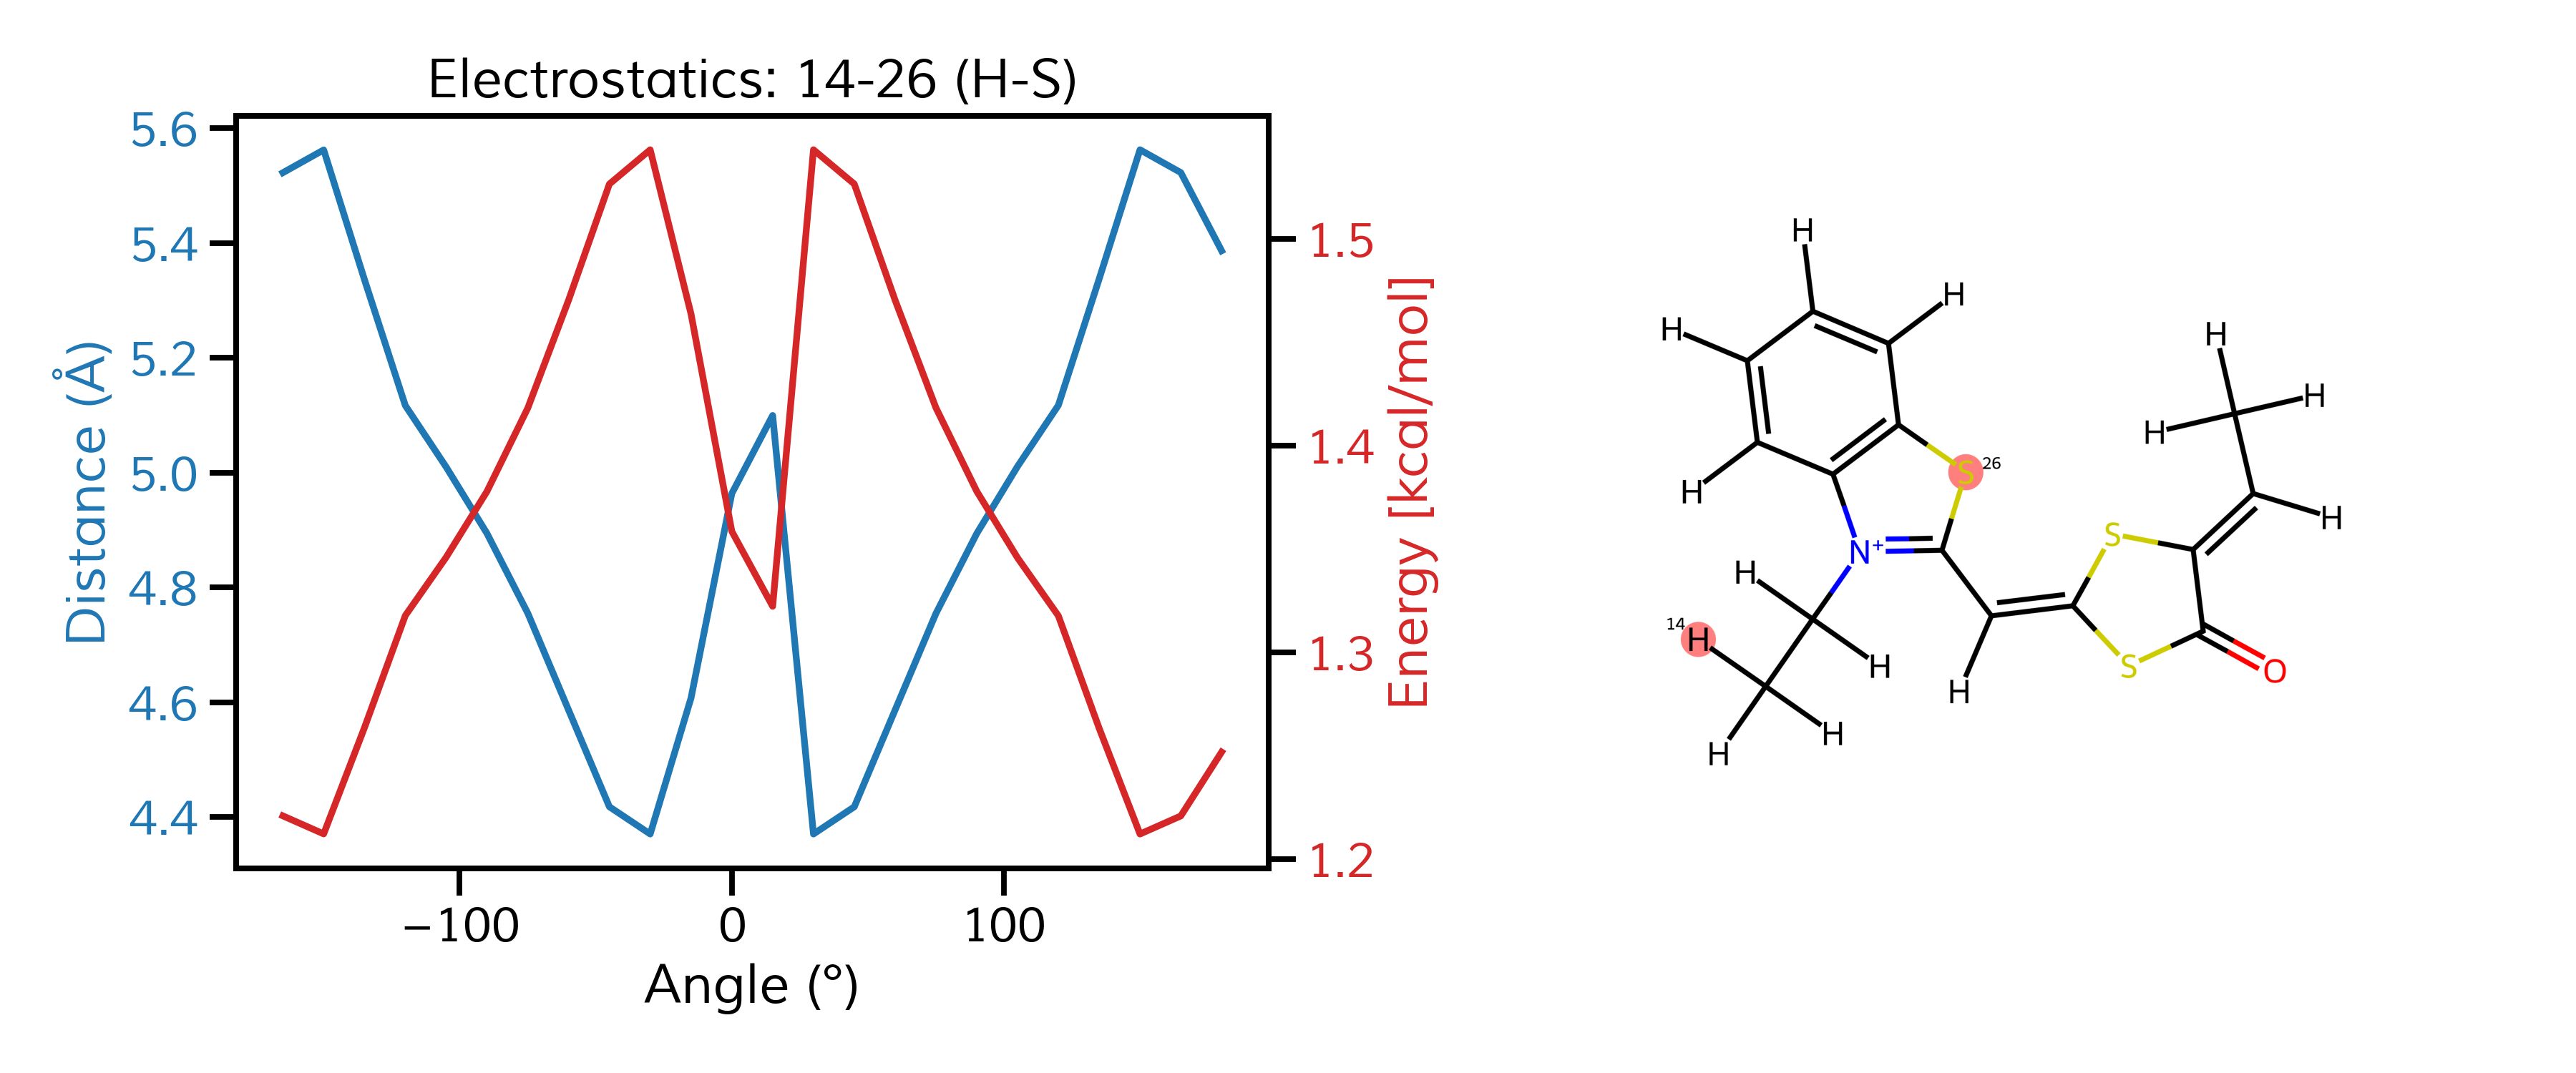 Electrostatics: 14-26 (H-S)
5.6
5.4
5.2
5.0
4.8
4.6
4.4
Distance (Å)
1.5
1.4
1.3
1.2
Energy [kcal/mol]
−100 0 100
Angle (°)
H
H
H
H
H
H
H
S 26
H
S
N+
H
14 H
H
S
O
H
H
H